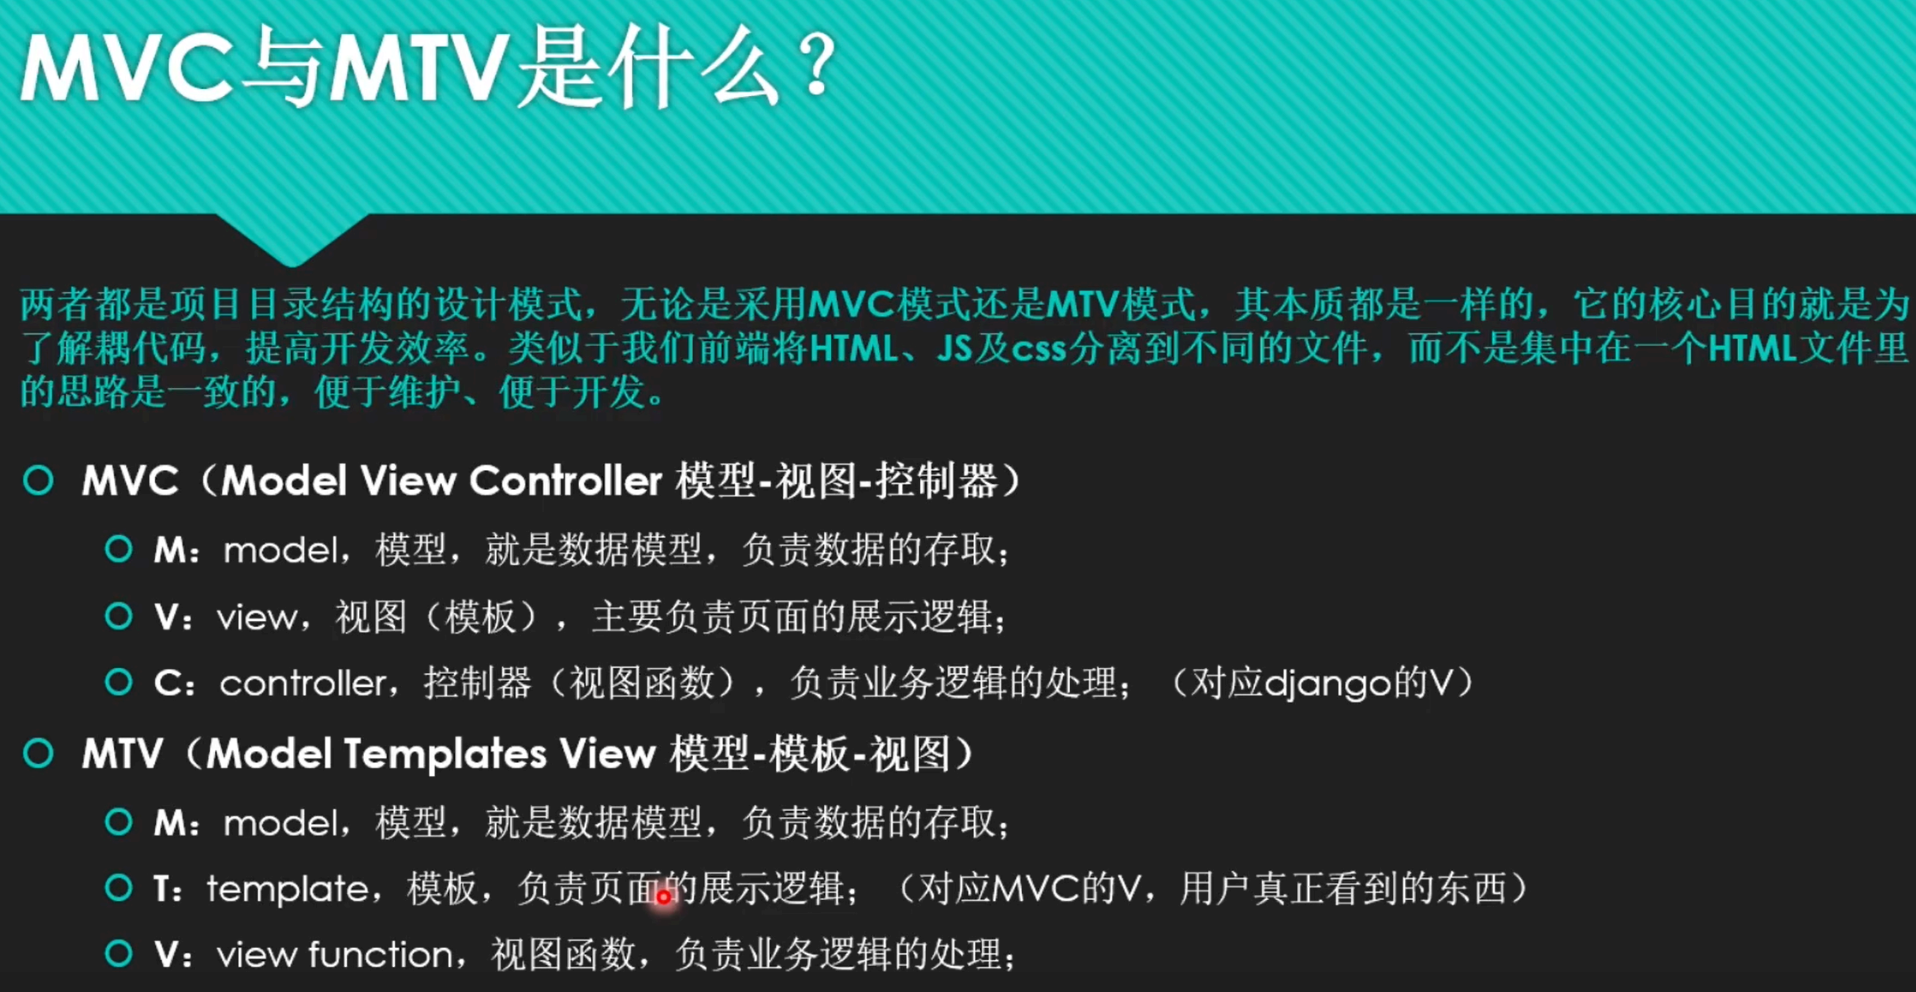 MVC与MTV是什么？
两者都是项目目录结构的设计模式，无论是采用MVC模式还是MTV模式，其本质都是一样的，它的核心目的就是为
了解耦代码，提高开发效率。类似于我们前端将HTML、JS及css分离到不同的文件，而不是集中在一个HTML文件里
的思路是一致的，便于维护、便于开发。
MVC（Model View Controller 模型-视图-控制器）
M：model，模型，就是数据模型，负责数据的存取；
V：view，视图（模板），主要负责页面的展示逻辑；
C：controller，控制器（视图函数），负责业务逻辑的处理；（对应django的V）
MTV（Model Templates View 模型-模板-视图）
M：model，模型，就是数据模型，负责数据的存取；
T：template，模板，负责页面的展示逻辑；（对应MVC的V，用户真正看到的东西）
V：view function，视图函数，负责业务逻辑的处理；